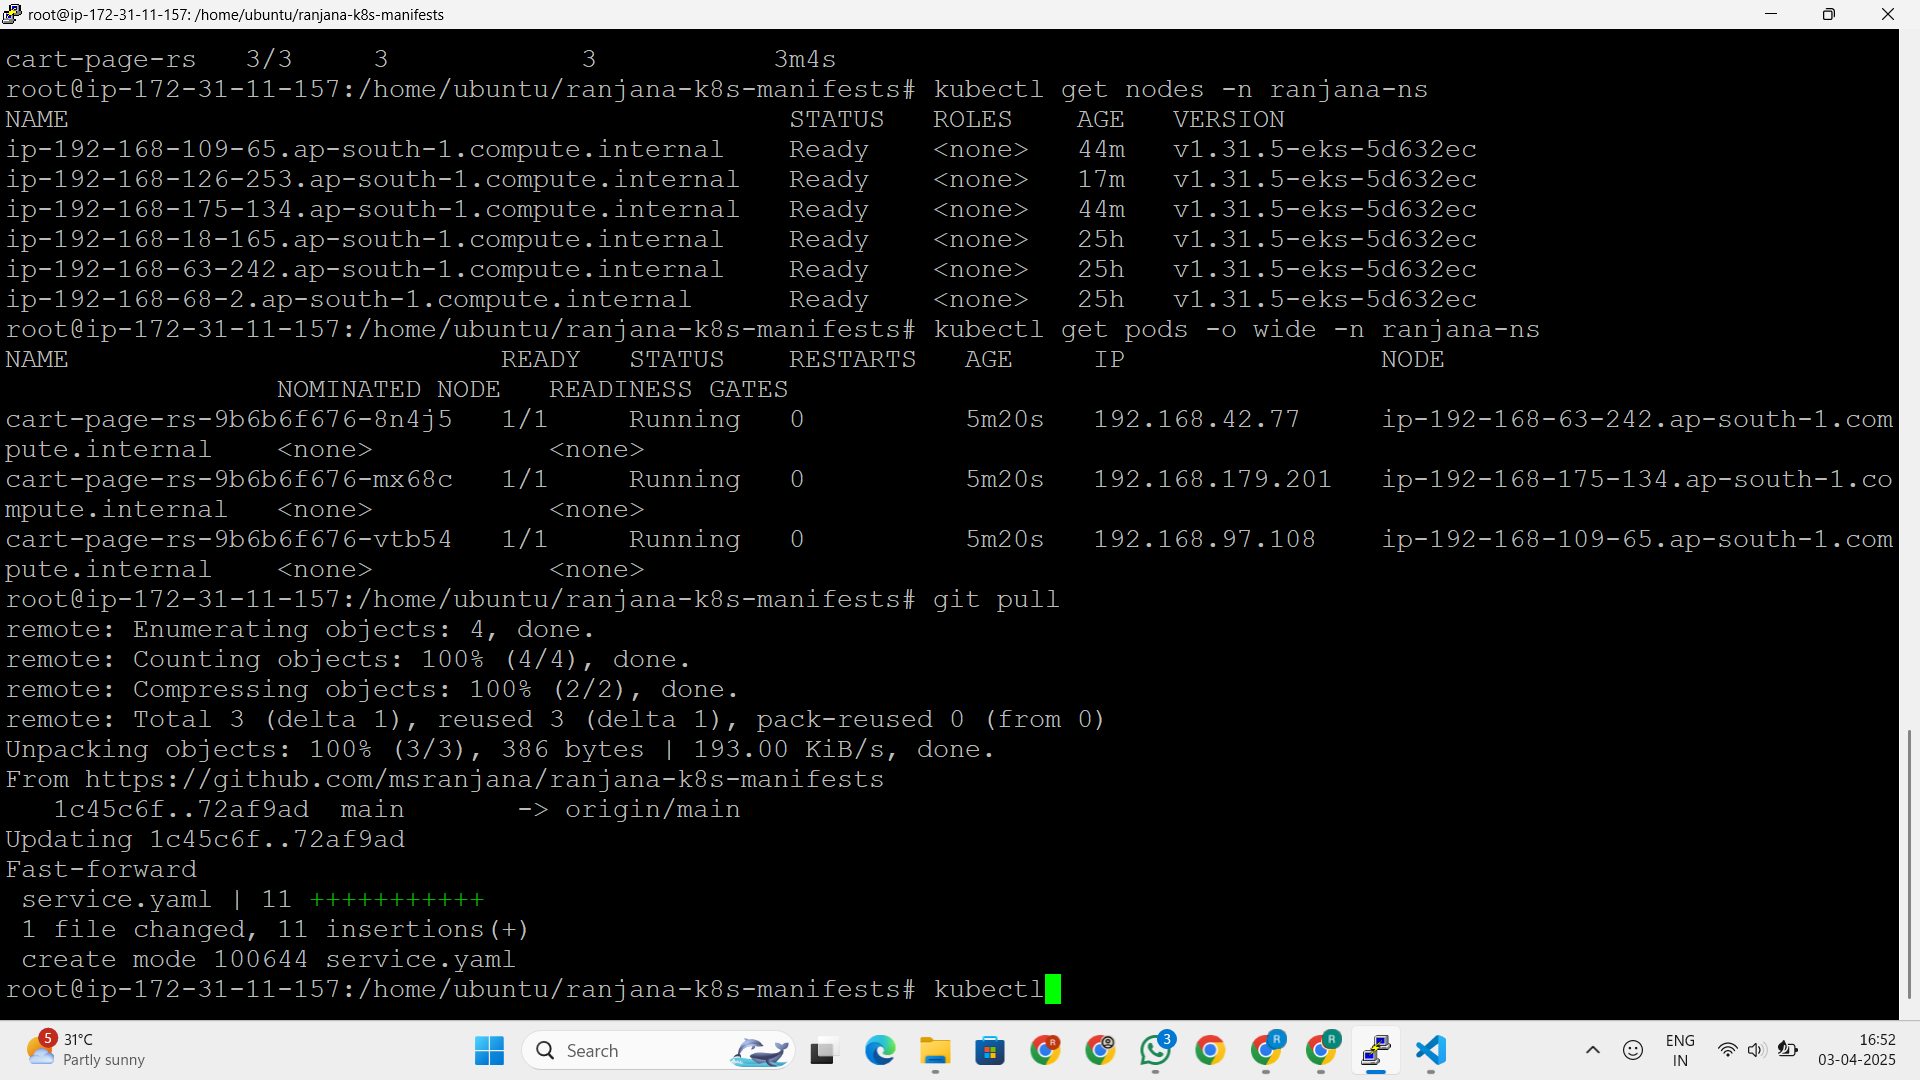 root@ip-172-31-11-157: /home/ubuntu/ranjana-k8s-manifests
cart-page-rs   3/3     3            3           3m4s
root@ip-172-31-11-157:/home/ubuntu/ranjana-k8s-manifests# kubectl get nodes -n ranjana-ns
NAME                                             STATUS   ROLES    AGE   VERSION
ip-192-168-109-65.ap-south-1.compute.internal    Ready    <none>   44m   v1.31.5-eks-5d632ec
ip-192-168-126-253.ap-south-1.compute.internal   Ready    <none>   17m   v1.31.5-eks-5d632ec
ip-192-168-175-134.ap-south-1.compute.internal   Ready    <none>   44m   v1.31.5-eks-5d632ec
ip-192-168-18-165.ap-south-1.compute.internal    Ready    <none>   25h   v1.31.5-eks-5d632ec
ip-192-168-63-242.ap-south-1.compute.internal    Ready    <none>   25h   v1.31.5-eks-5d632ec
ip-192-168-68-2.ap-south-1.compute.internal      Ready    <none>   25h   v1.31.5-eks-5d632ec
root@ip-172-31-11-157:/home/ubuntu/ranjana-k8s-manifests# kubectl get pods -o wide -n ranjana-ns
NAME                           READY   STATUS    RESTARTS   AGE     IP                NODE
                 NOMINATED NODE   READINESS GATES
cart-page-rs-9b6b6f676-8n4j5   1/1     Running   0          5m20s   192.168.42.77     ip-192-168-63-242.ap-south-1.com
pute.internal    <none>           <none>
cart-page-rs-9b6b6f676-mx68c   1/1     Running   0          5m20s   192.168.179.201   ip-192-168-175-134.ap-south-1.co
mpute.internal   <none>           <none>
cart-page-rs-9b6b6f676-vtb54   1/1     Running   0          5m20s   192.168.97.108    ip-192-168-109-65.ap-south-1.com
pute.internal    <none>           <none>
root@ip-172-31-11-157:/home/ubuntu/ranjana-k8s-manifests# git pull
remote: Enumerating objects: 4, done.
remote: Counting objects: 100% (4/4), done.
remote: Compressing objects: 100% (2/2), done.
remote: Total 3 (delta 1), reused 3 (delta 1), pack-reused 0 (from 0)
Unpacking objects: 100% (3/3), 386 bytes | 193.00 KiB/s, done.
From https://github.com/msranjana/ranjana-k8s-manifests
   1c45c6f..72af9ad  main       -> origin/main
Updating 1c45c6f..72af9ad
Fast-forward
 service.yaml | 11 +++++++++++
 1 file changed, 11 insertions(+)
 create mode 100644 service.yaml
root@ip-172-31-11-157:/home/ubuntu/ranjana-k8s-manifests# kubectl
5
31°C
Partly sunny
Search
R
3
R
R
ENG
IN
16:52
03-04-2025